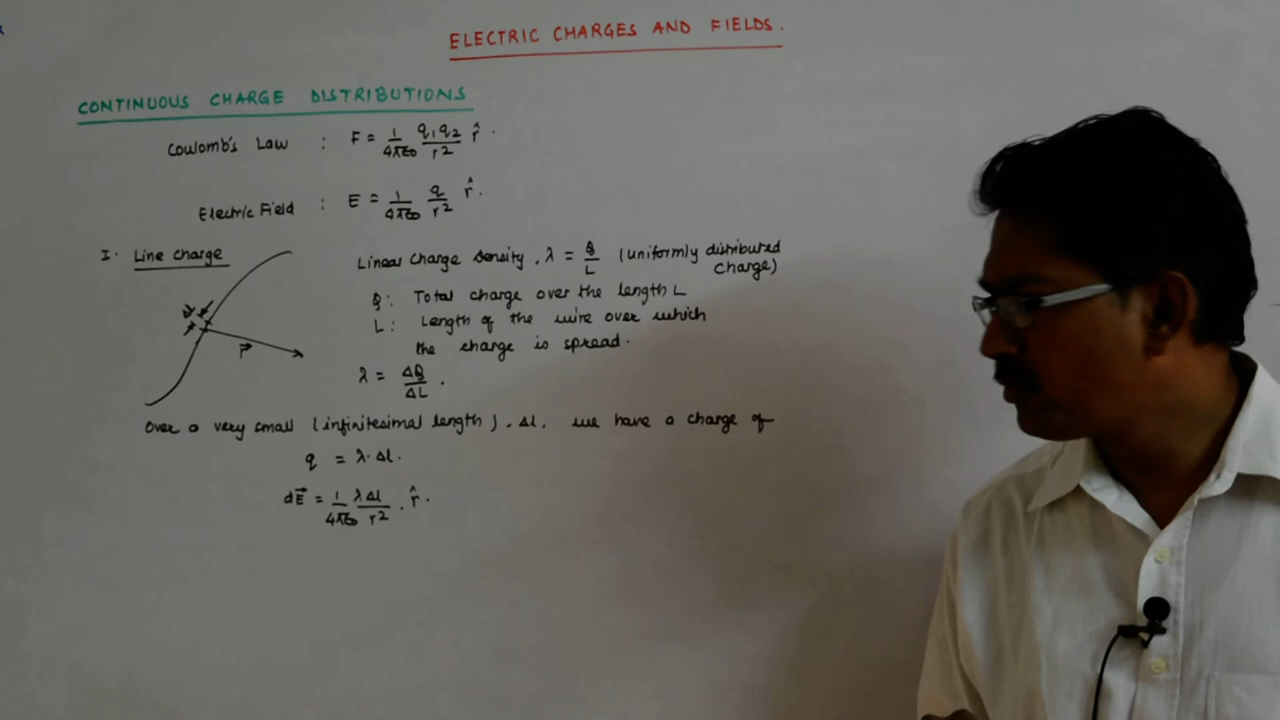 ELECTRIC CHARGES AND FIELDS.
CONTINUOUS CHARGE DISTRIBUTIONS
Coulomb's Law : F = 1/4πε0 q1q2/r2 r̂.
Electric Field : E = 1/4πε0 q/r2 r̂.
I. Line charge
Linear charge density, λ = Q/L (uniformly distributed
charge)
Q: Total charge over the length L
L: Length of the wire over which
the charge is spread.
r⃗
λ = ΔQ/ΔL.
Over a very small (infinitesimal length), Δl, we have a charge of
q = λ.Δl.
dE⃗ = 1/4πε0 λΔl/r2 . r̂.